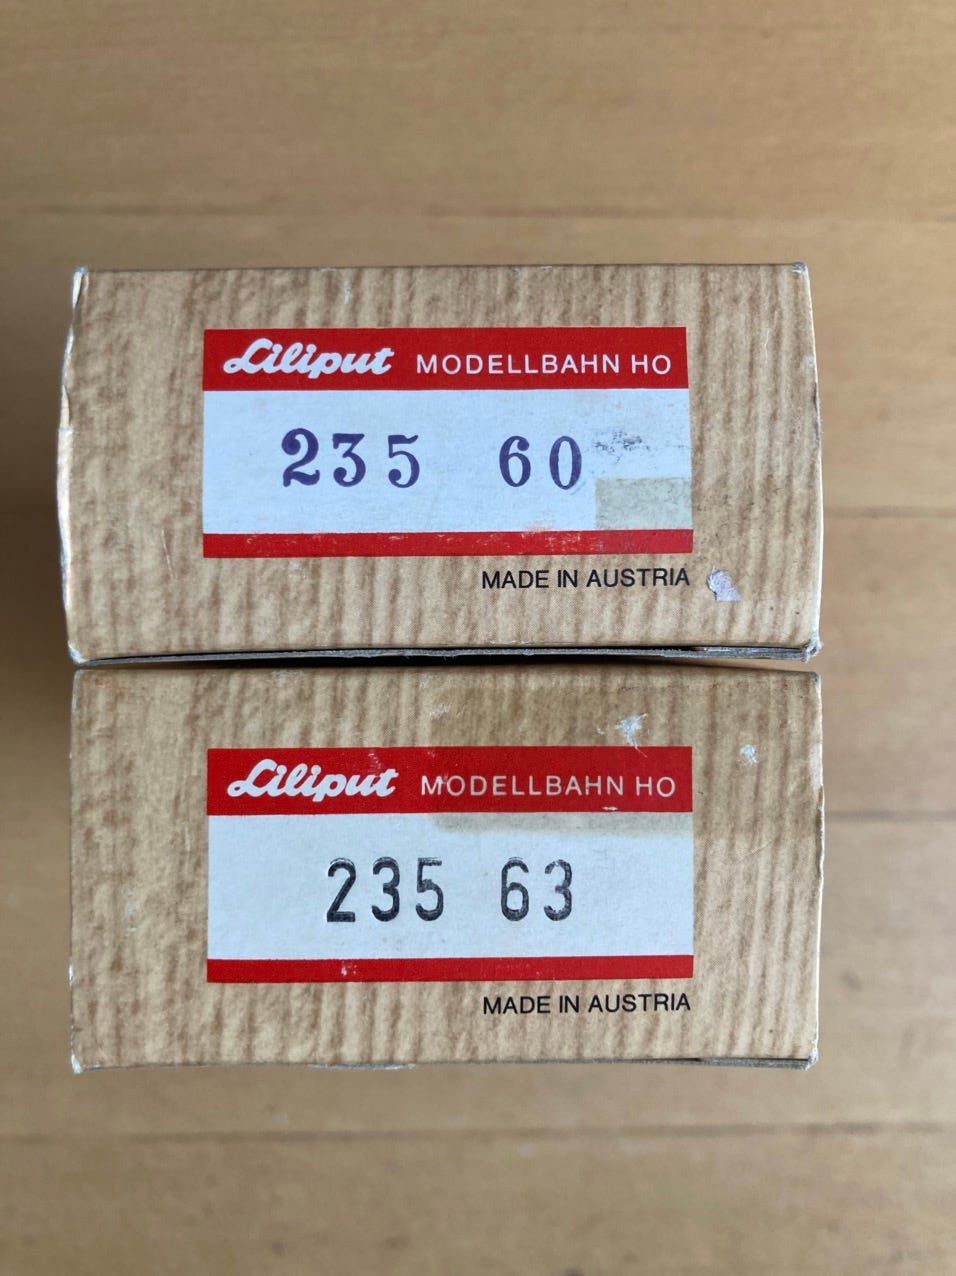 Liliput MODELLBAHN HO
235 60
MADE IN AUSTRIA
Liliput MODELLBAHN HO
235 63
MADE IN AUSTRIA